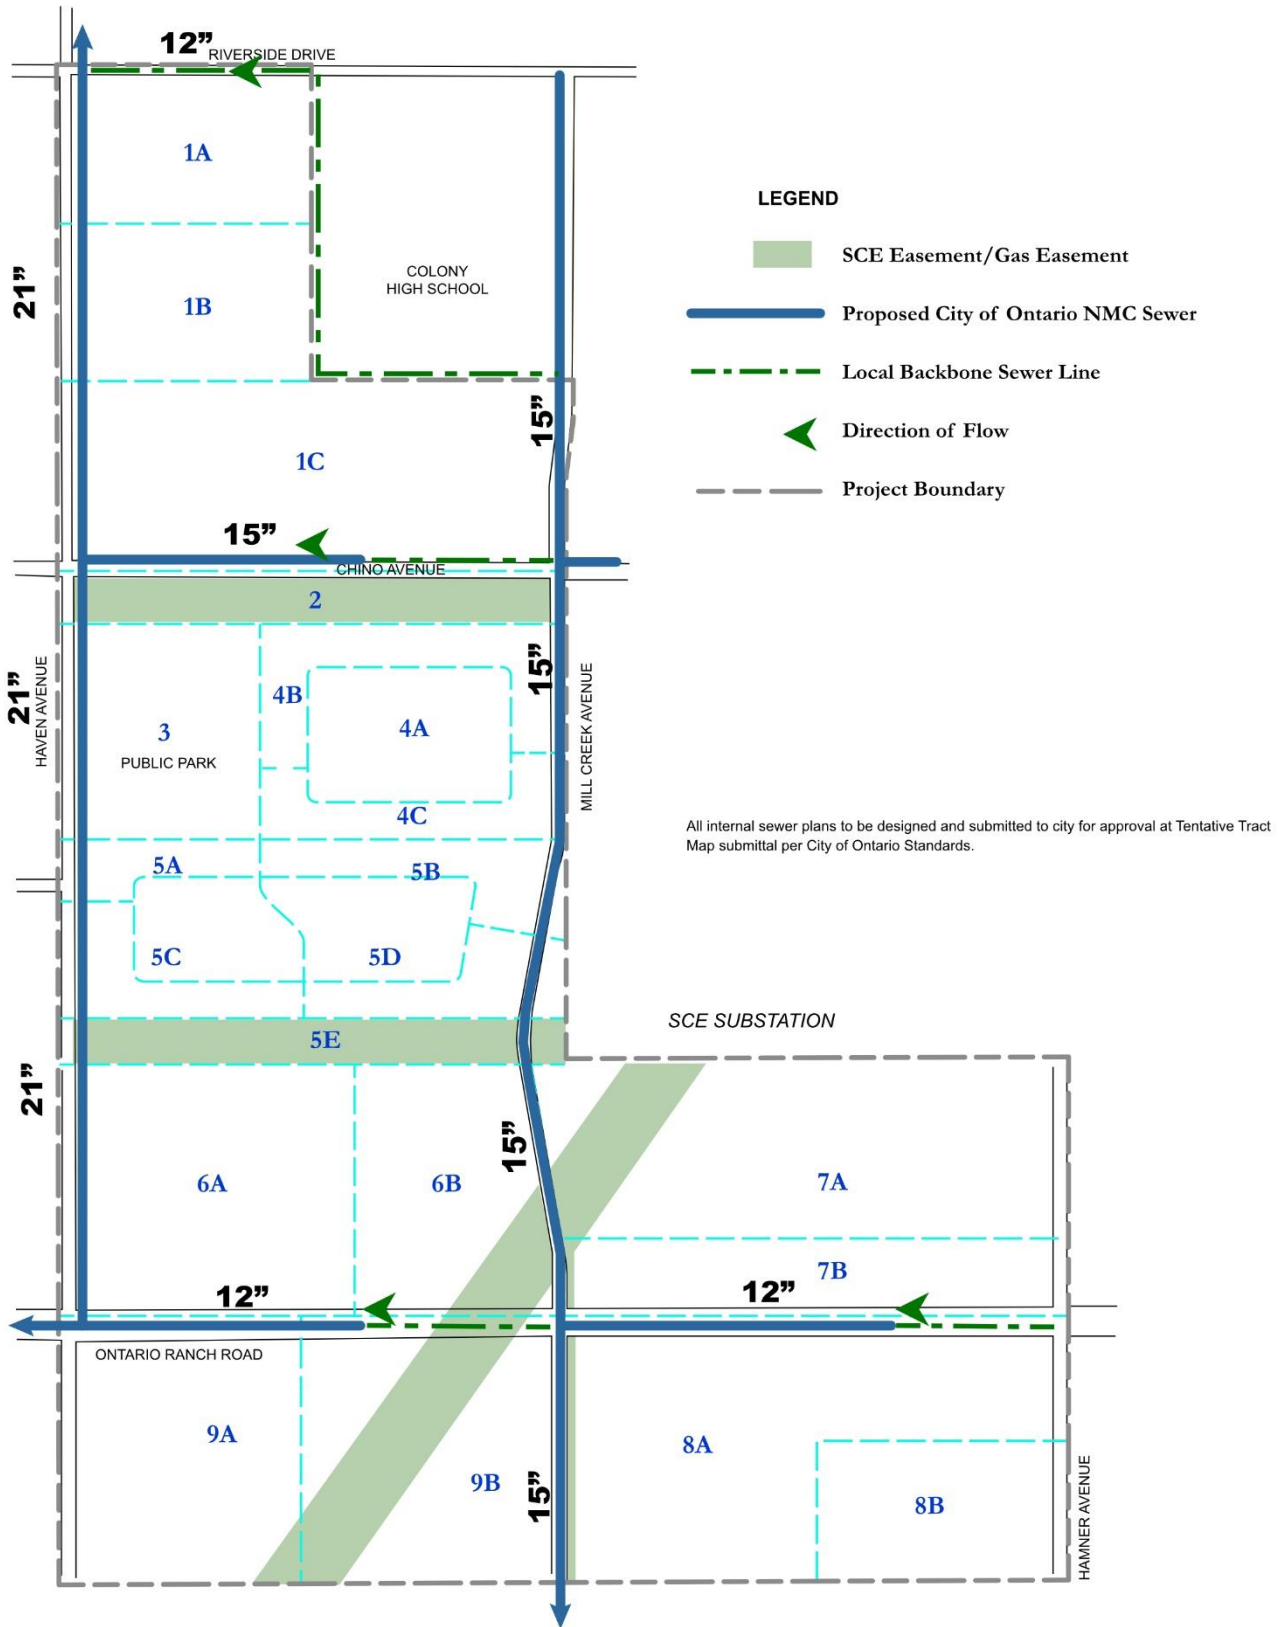 12”
RIVERSIDE DRIVE
1A
LEGEND
SCE Easement/Gas Easement
21”
1B
COLONY
HIGH SCHOOL
Proposed City of Ontario NMC Sewer
Local Backbone Sewer Line
15”
Direction of Flow
1C
Project Boundary
15”
CHINO AVENUE
2
21”
HAVEN AVENUE
3
PUBLIC PARK
4B
4A
4C
15”
MILL CREEK AVENUE
All internal sewer plans to be designed and submitted to city for approval at Tentative Tract
Map submittal per City of Ontario Standards.
5A
5B
5C
5D
5E
SCE SUBSTATION
21”
15”
6A
6B
7A
7B
12”
12”
ONTARIO RANCH ROAD
9A
9B
15”
8A
8B
HAMNER AVENUE